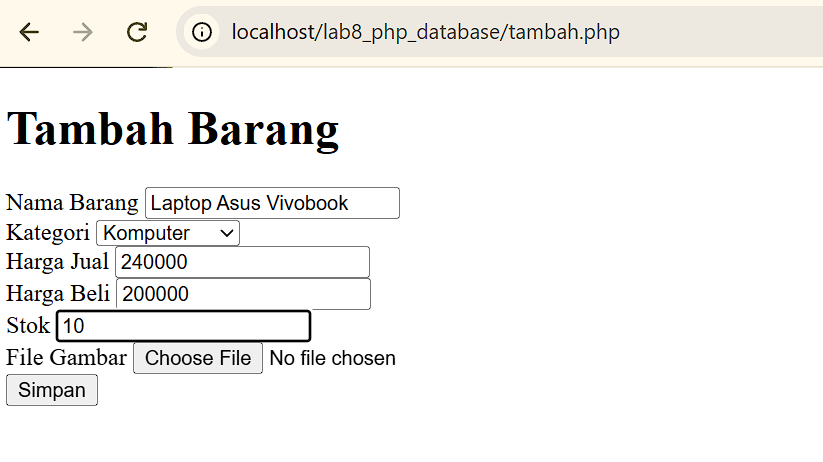 localhost/lab8_php_database/tambah.php
Tambah Barang
Nama Barang Laptop Asus Vivobook
Kategori Komputer
Harga Jual 240000
Harga Beli 200000
Stok 10
File Gambar Choose File No file chosen
Simpan